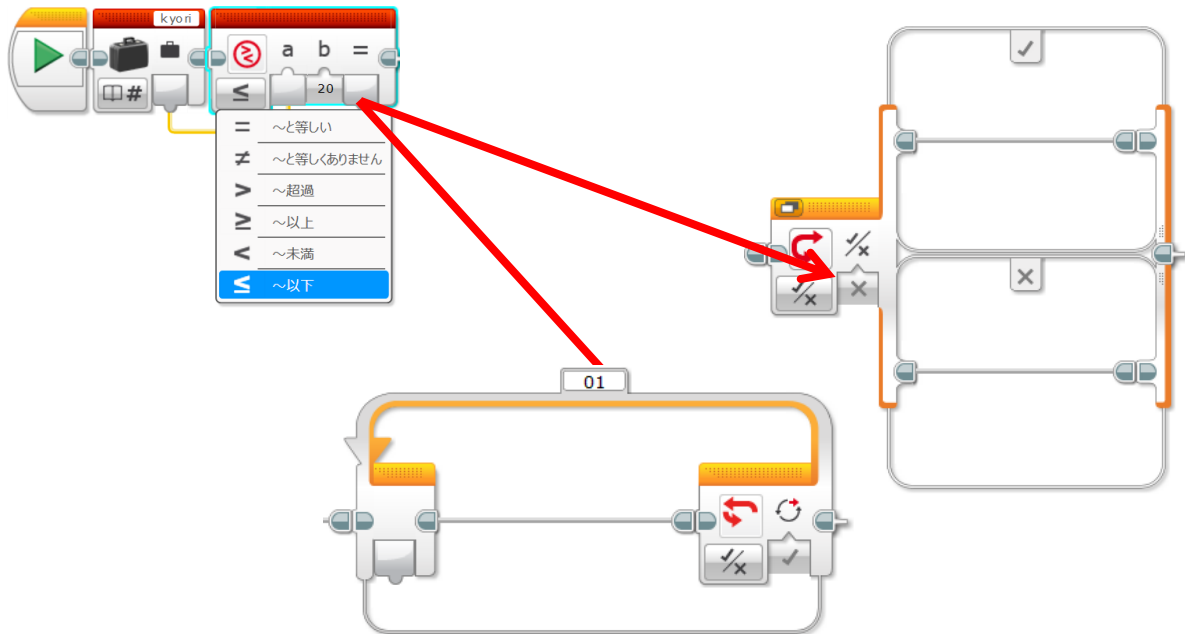 kyori
a b =
#
≤
20
= ～と等しい
≠ ～と等しくありません
> ～超過
≥ ～以上
< ～未満
≤ ～以下
01